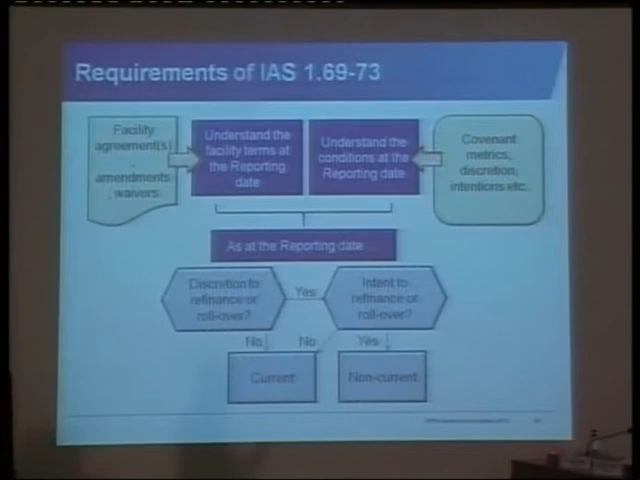 Requirements of IAS 1.69-73
Facility
agreement(s)
,
amendments
, waivers
Understand the
facility terms at
the Reporting
date
Understand the
conditions at the
Reporting date
Covenant
metrics,
discretion,
intentions etc.
As at the Reporting date
Discretion to
refinance or
roll-over?
Yes
Intent to
refinance or
roll-over?
No
No
Yes
Current
Non-current